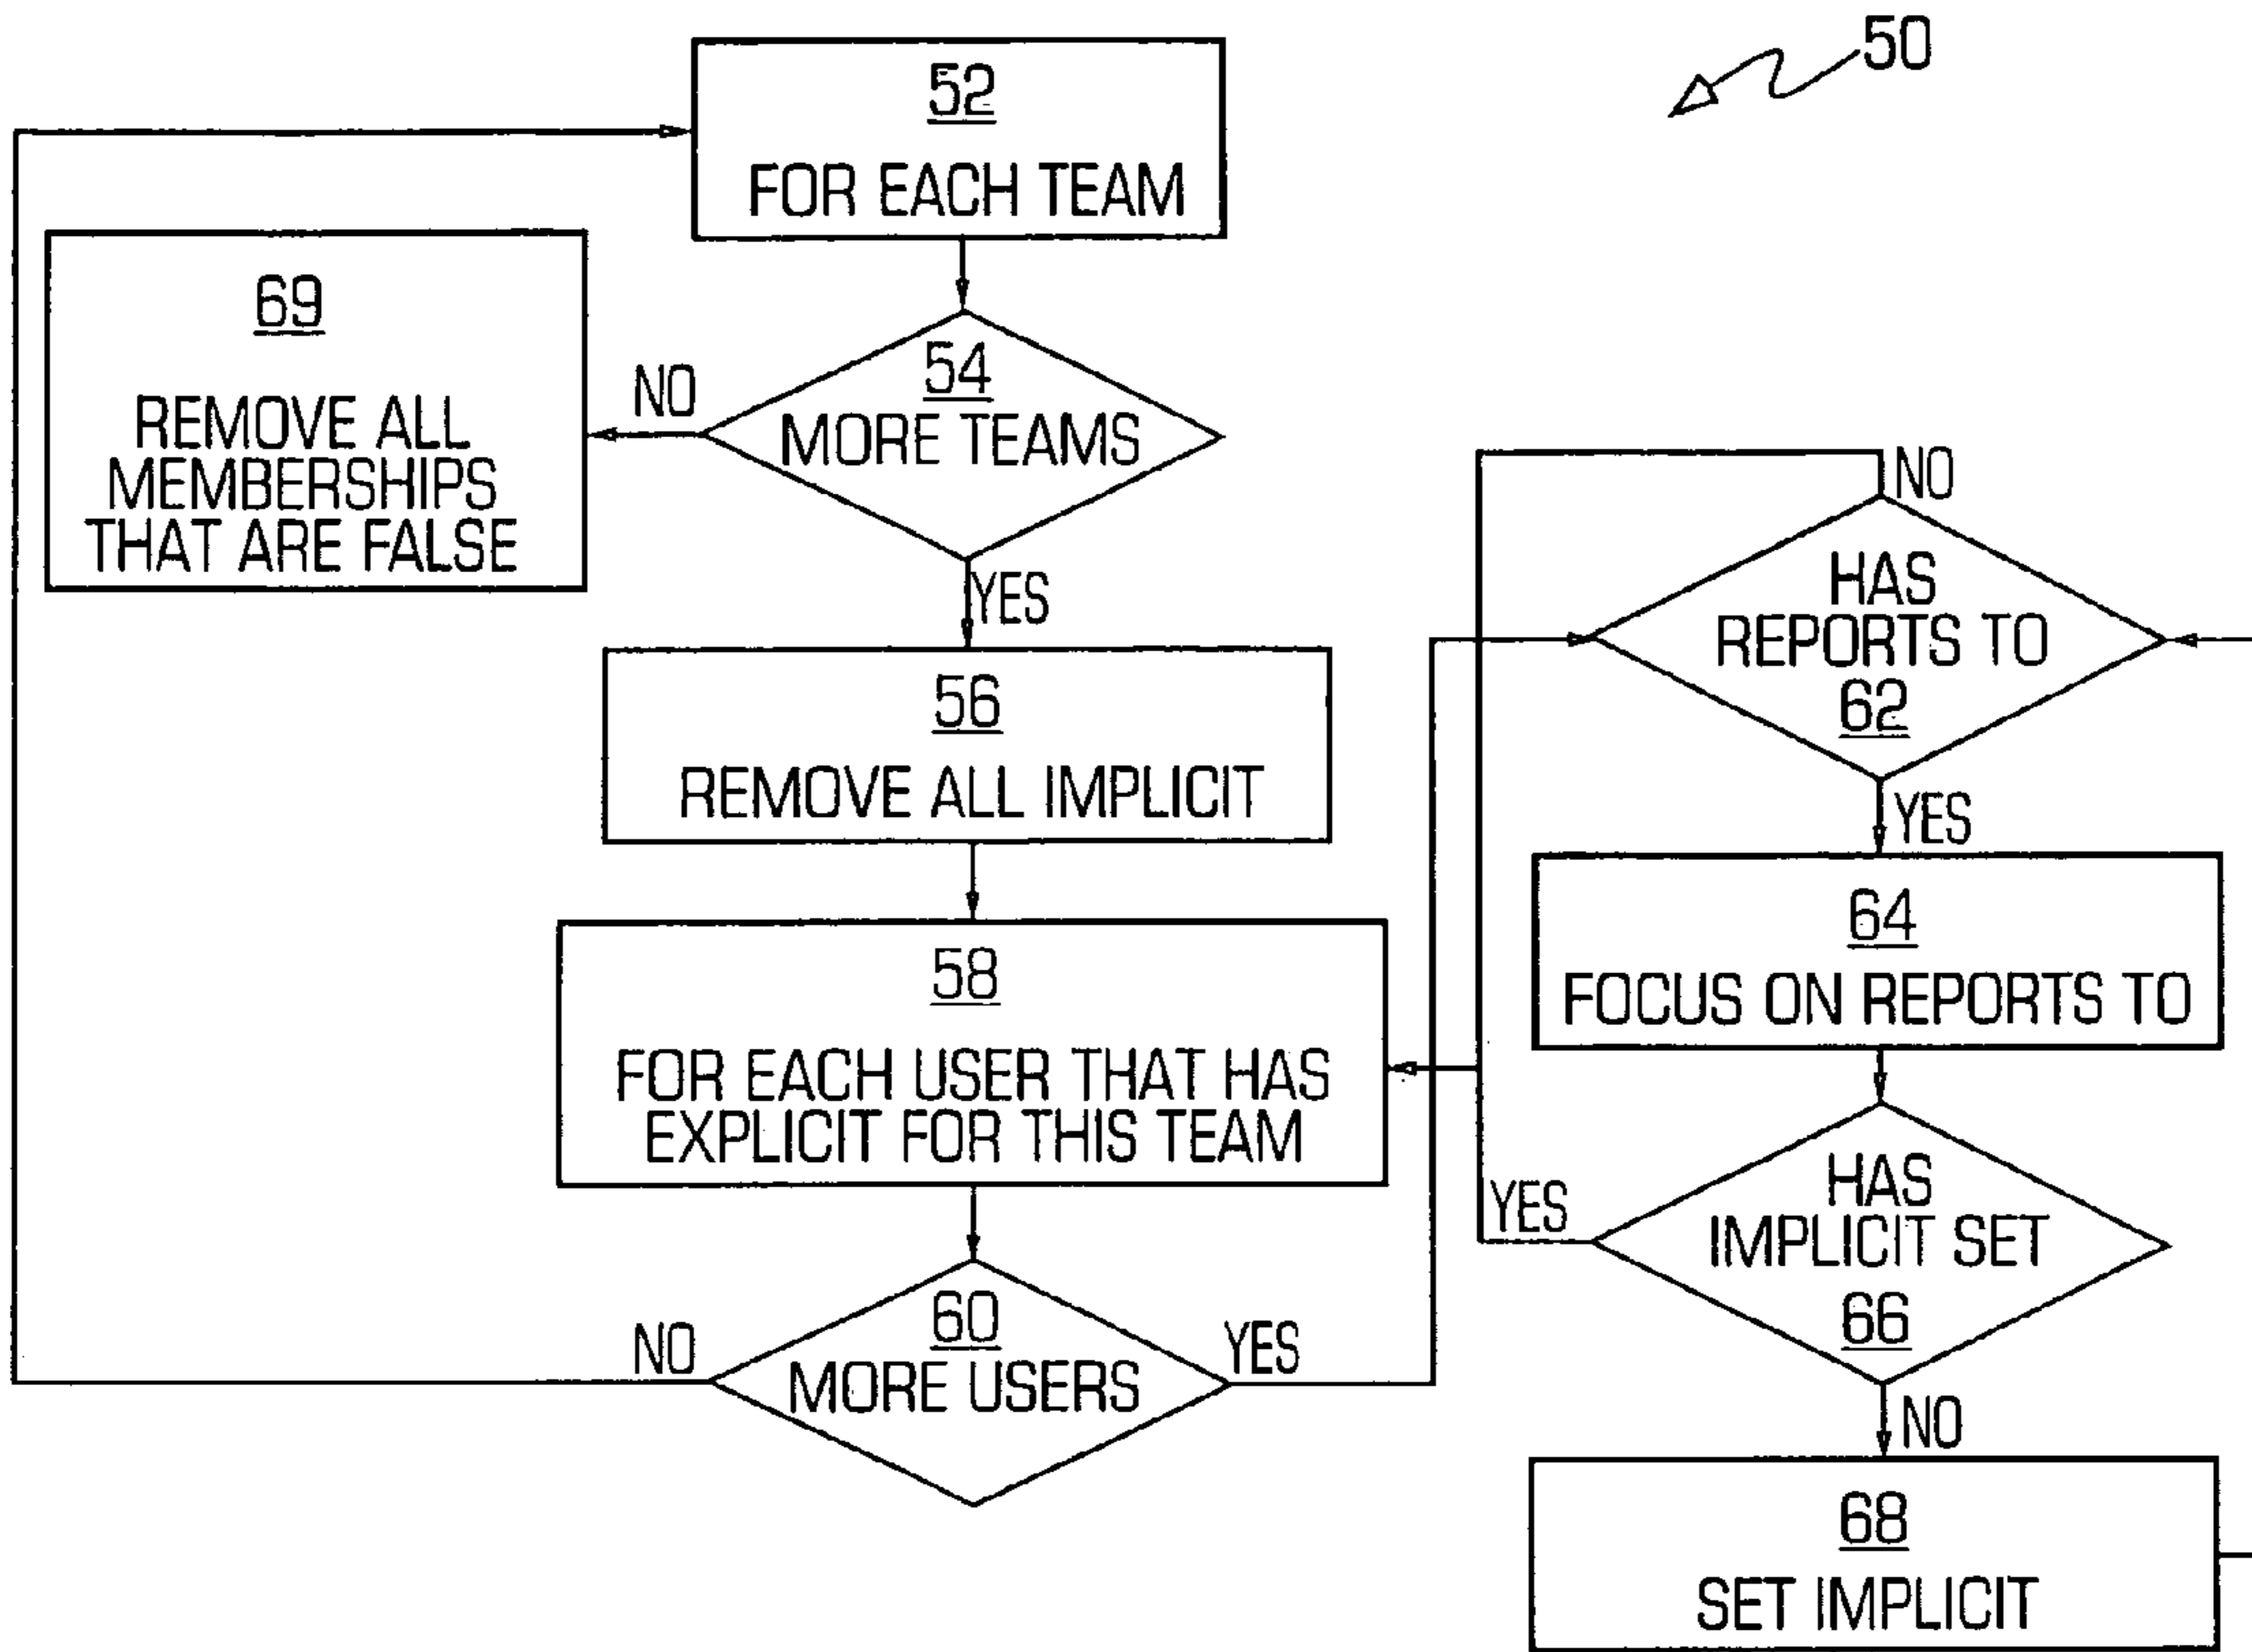 50
52
FOR EACH TEAM
69
REMOVE ALL
MEMBERSHIPS
THAT ARE FALSE
NO
54
MORE TEAMS
YES
56
REMOVE ALL IMPLICIT
58
FOR EACH USER THAT HAS
EXPLICIT FOR THIS TEAM
NO
60
MORE USERS
YES
NO
HAS
REPORTS TO
62
YES
64
FOCUS ON REPORTS TO
YES
HAS
IMPLICIT SET
66
NO
68
SET IMPLICIT